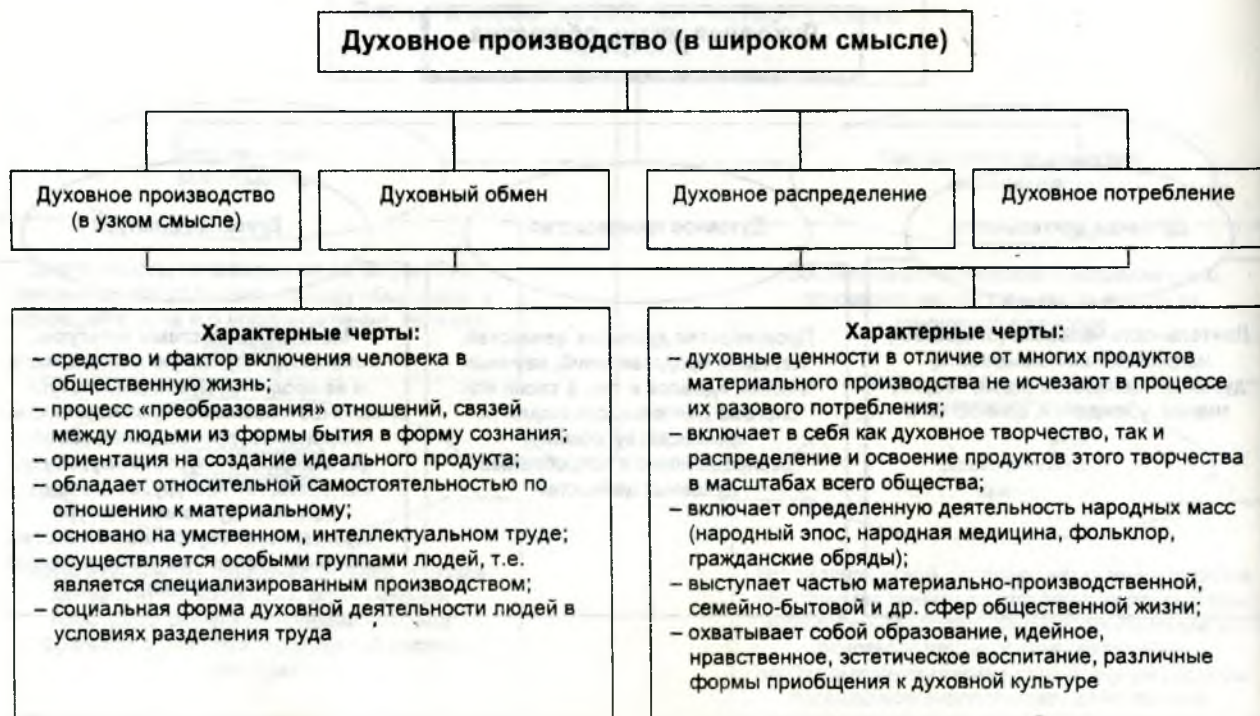 Духовное производство (в широком смысле)
Духовное производство
(в узком смысле)
Духовный обмен
Духовное распределение
Духовное потребление
Характерные черты:
– средство и фактор включения человека в
общественную жизнь;
– процесс «преобразования» отношений, связей
между людьми из формы бытия в форму сознания;
– ориентация на создание идеального продукта;
– обладает относительной самостоятельностью по
отношению к материальному;
– основано на умственном, интеллектуальном труде;
– осуществляется особыми группами людей, т.е.
является специализированным производством;
– социальная форма духовной деятельности людей в
условиях разделения труда
Характерные черты:
– духовные ценности в отличие от многих продуктов
материального производства не исчезают в процессе
их разового потребления;
– включает в себя как духовное творчество, так и
распределение и освоение продуктов этого творчества
в масштабах всего общества;
– включает определенную деятельность народных масс
(народный эпос, народная медицина, фольклор,
гражданские обряды);
– выступает частью материально-производственной,
семейно-бытовой и др. сфер общественной жизни;
– охватывает собой образование, идейное,
нравственное, эстетическое воспитание, различные
формы приобщения к духовной культуре